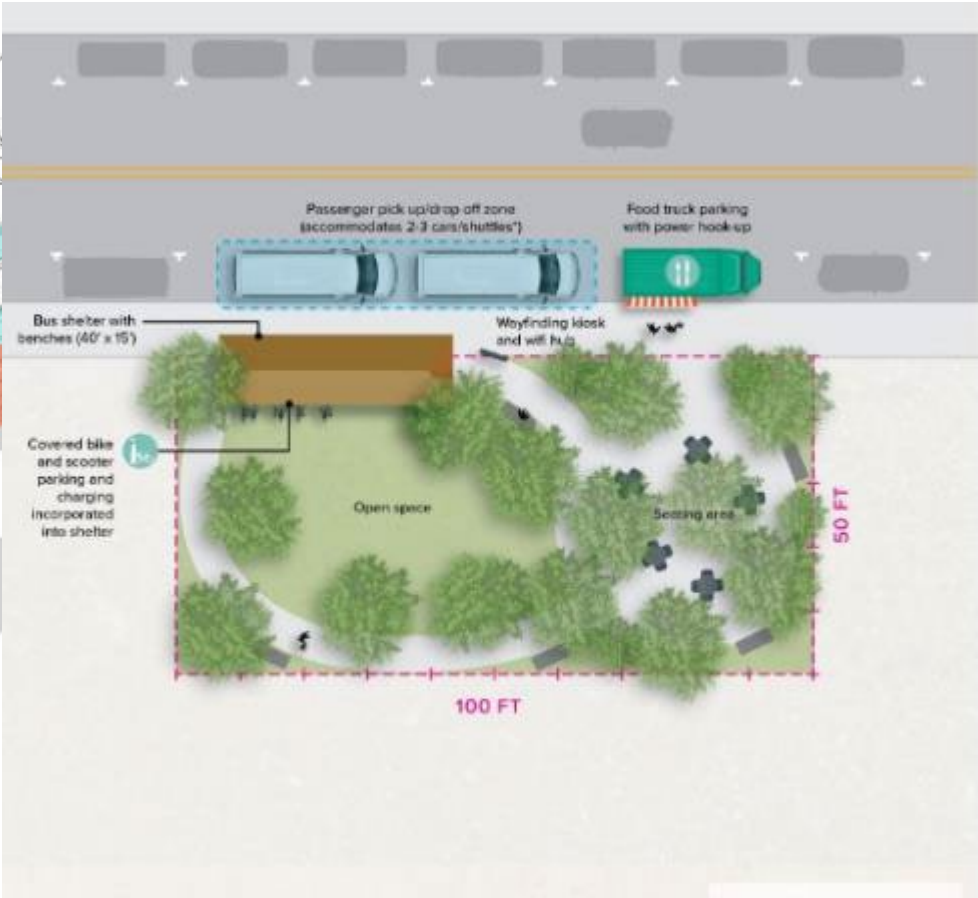 Passenger pick up/drop off zone
(accommodates 2-3 cars/shuttles*)
Food truck parking
with power hook-up
Bus shelter with
benches (40' x 15')
Wayfinding kiosk
and wifi hub
Covered bike
and scooter
parking and
charging
incorporated
into shelter
Open space
Seating area
50 FT
100 FT